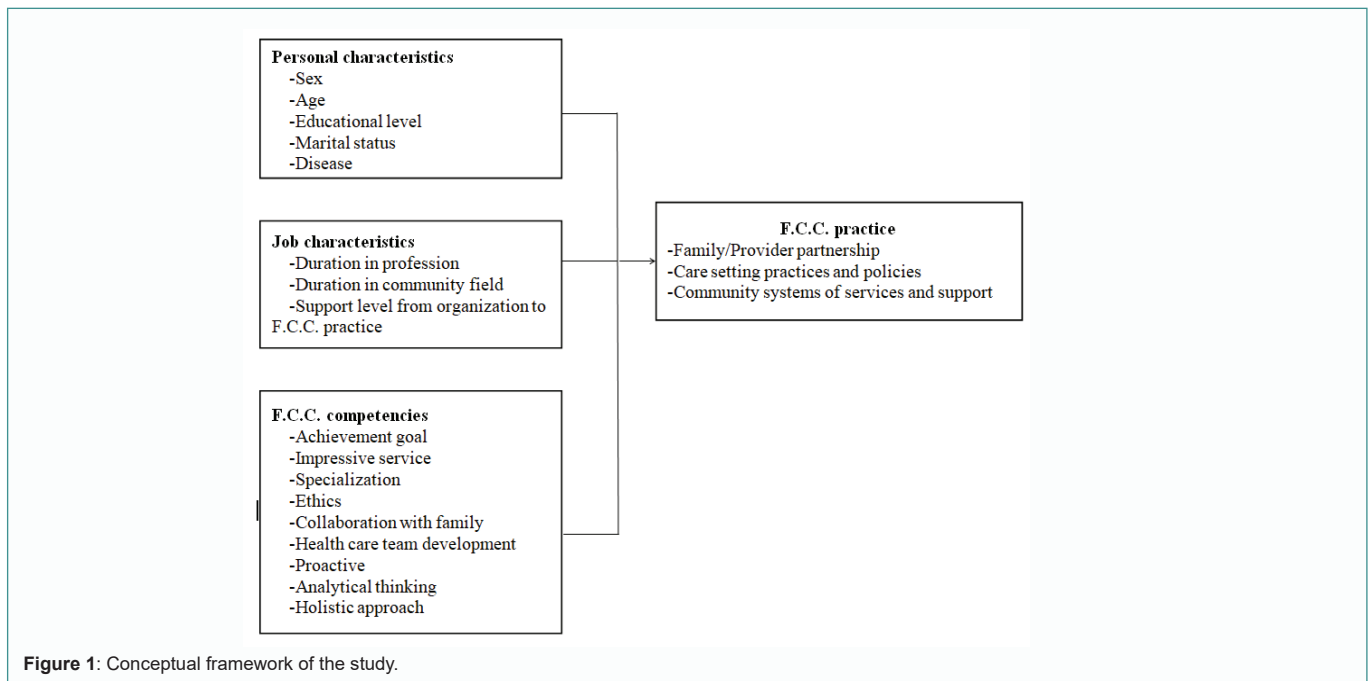 Personal characteristics
-Sex
-Age
-Educational level
-Marital status
-Disease
Job characteristics
-Duration in profession
-Duration in community field
-Support level from organization to
F.C.C. practice
F.C.C. competencies
-Achievement goal
-Impressive service
-Specialization
-Ethics
-Collaboration with family
-Health care team development
-Proactive
-Analytical thinking
-Holistic approach
F.C.C. practice
-Family/Provider partnership
-Care setting practices and policies
-Community systems of services and support
Figure 1: Conceptual framework of the study.